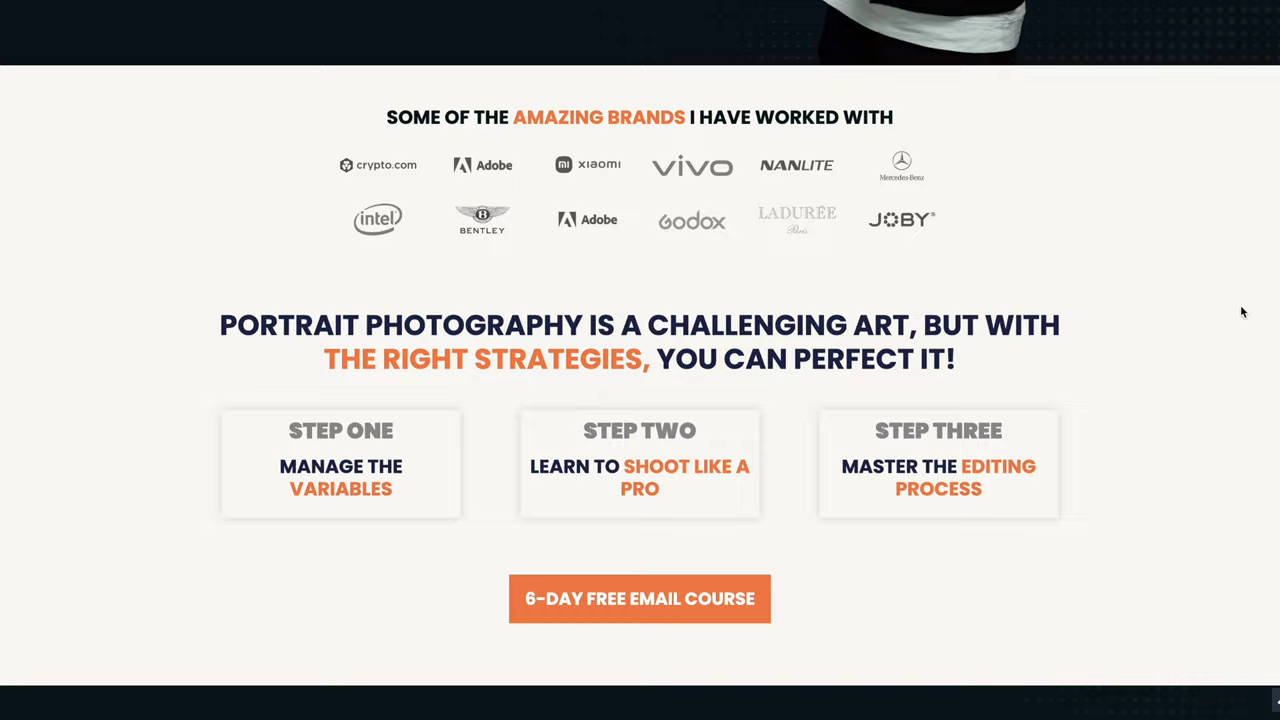 SOME OF THE AMAZING BRANDS I HAVE WORKED WITH
crypto.com Adobe mi xiaomi vivo NANLITE Mercedes-Benz
intel B BENTLEY Adobe Godox LADURÉE Paris JOBY®
PORTRAIT PHOTOGRAPHY IS A CHALLENGING ART, BUT WITH
THE RIGHT STRATEGIES, YOU CAN PERFECT IT!
STEP ONE
MANAGE THE
VARIABLES
STEP TWO
LEARN TO SHOOT LIKE A
PRO
STEP THREE
MASTER THE EDITING
PROCESS
6-DAY FREE EMAIL COURSE